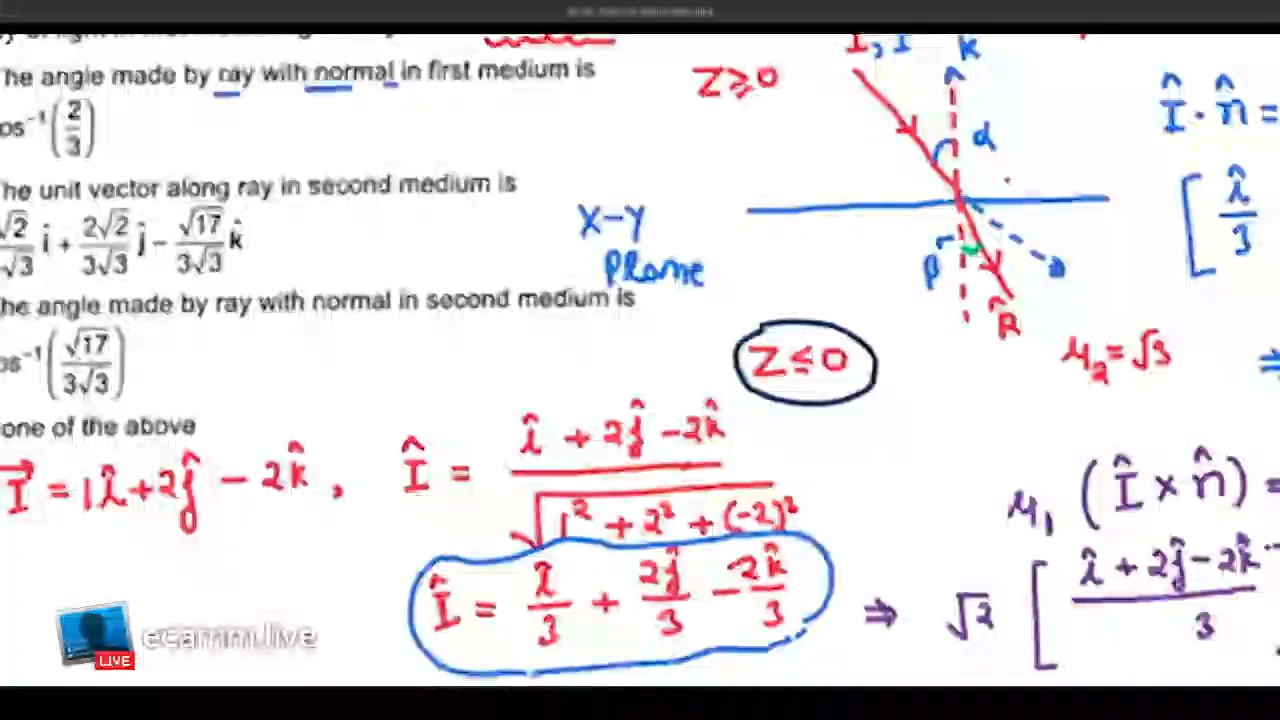 The angle made by ray with normal in first medium is
os⁻¹(2/3)
The unit vector along ray in second medium is
√2/√3 î + 2√2/3√3 ĵ − √17/3√3 k̂
he angle made by ray with normal in second medium is
os⁻¹(√17/3√3)
one of the above
I⃗ = 1î + 2ĵ − 2k̂ , Î = î + 2ĵ − 2k̂ / √1² + 2² + (−2)²
Î = î/3 + 2ĵ/3 − 2k̂/3
Z ≥ 0
k
α
X-Y
Plane
β
R̂
Z ≤ 0
μ₂ = √3
Î · n̂ =
[ î/3
μ₁ (Î × n̂) =
⇒ √2 [ î + 2ĵ − 2k̂ / 3
ecamm.live
LIVE